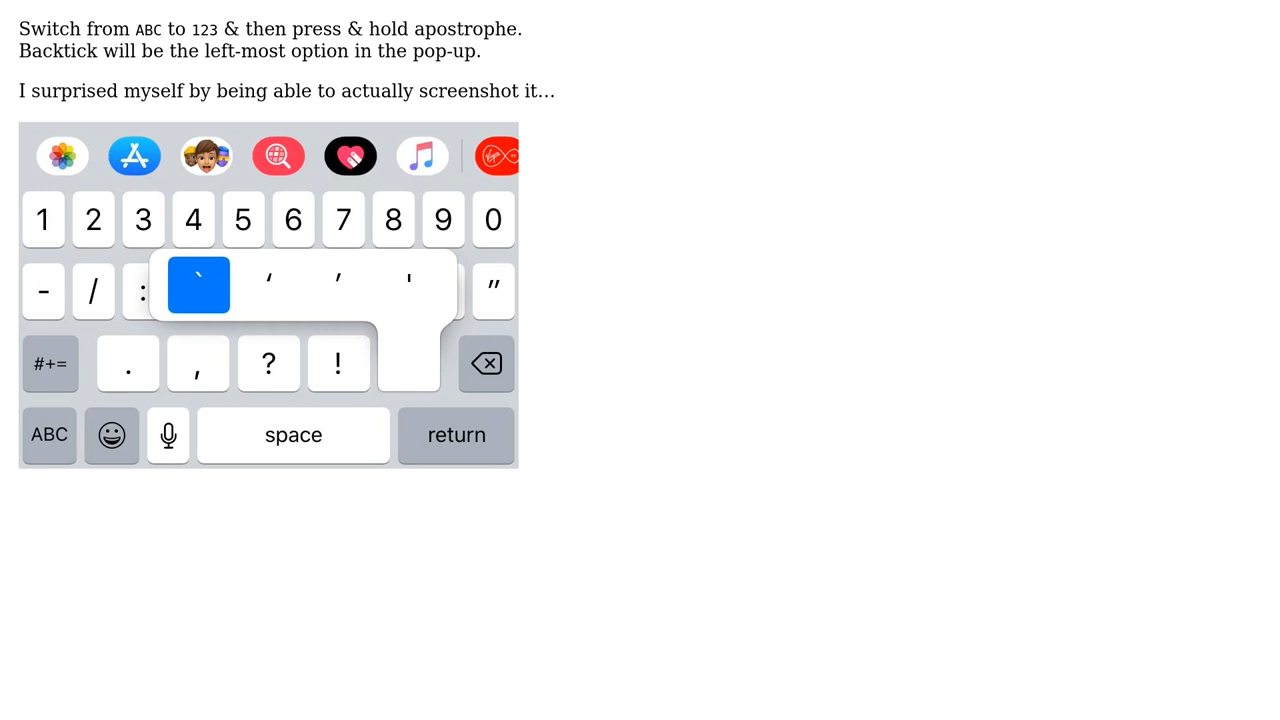 Switch from ABC to 123 & then press & hold apostrophe.
Backtick will be the left-most option in the pop-up.
I surprised myself by being able to actually screenshot it…
1 2 3 4 5 6 7 8 9 0
- / : ` ‘ ’ ' ”
#+= . , ? !
ABC space return